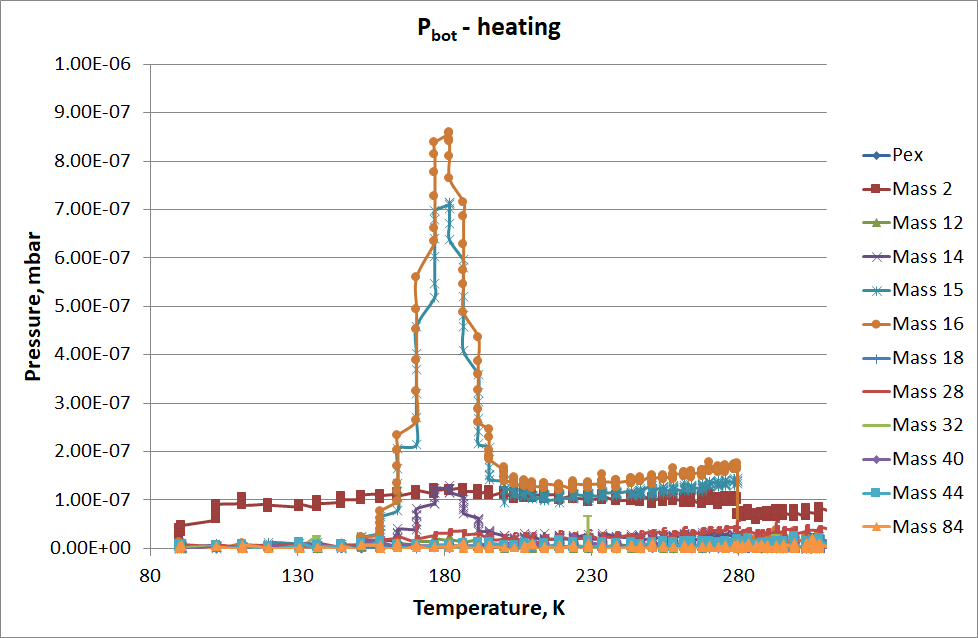 Pbot - heating
1.00E-06
9.00E-07
8.00E-07
7.00E-07
6.00E-07
5.00E-07
4.00E-07
3.00E-07
2.00E-07
1.00E-07
0.00E+00
Pressure, mbar
80 130 180 230 280
Temperature, K
Pex
Mass 2
Mass 12
Mass 14
Mass 15
Mass 16
Mass 18
Mass 28
Mass 32
Mass 40
Mass 44
Mass 84